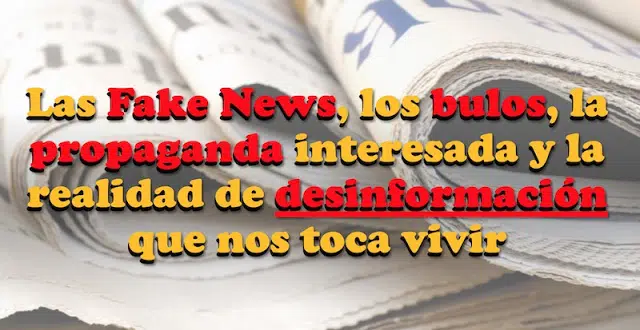 Las Fake News, los bulos, la
propaganda interesada y la
realidad de desinformación
que nos toca vivir